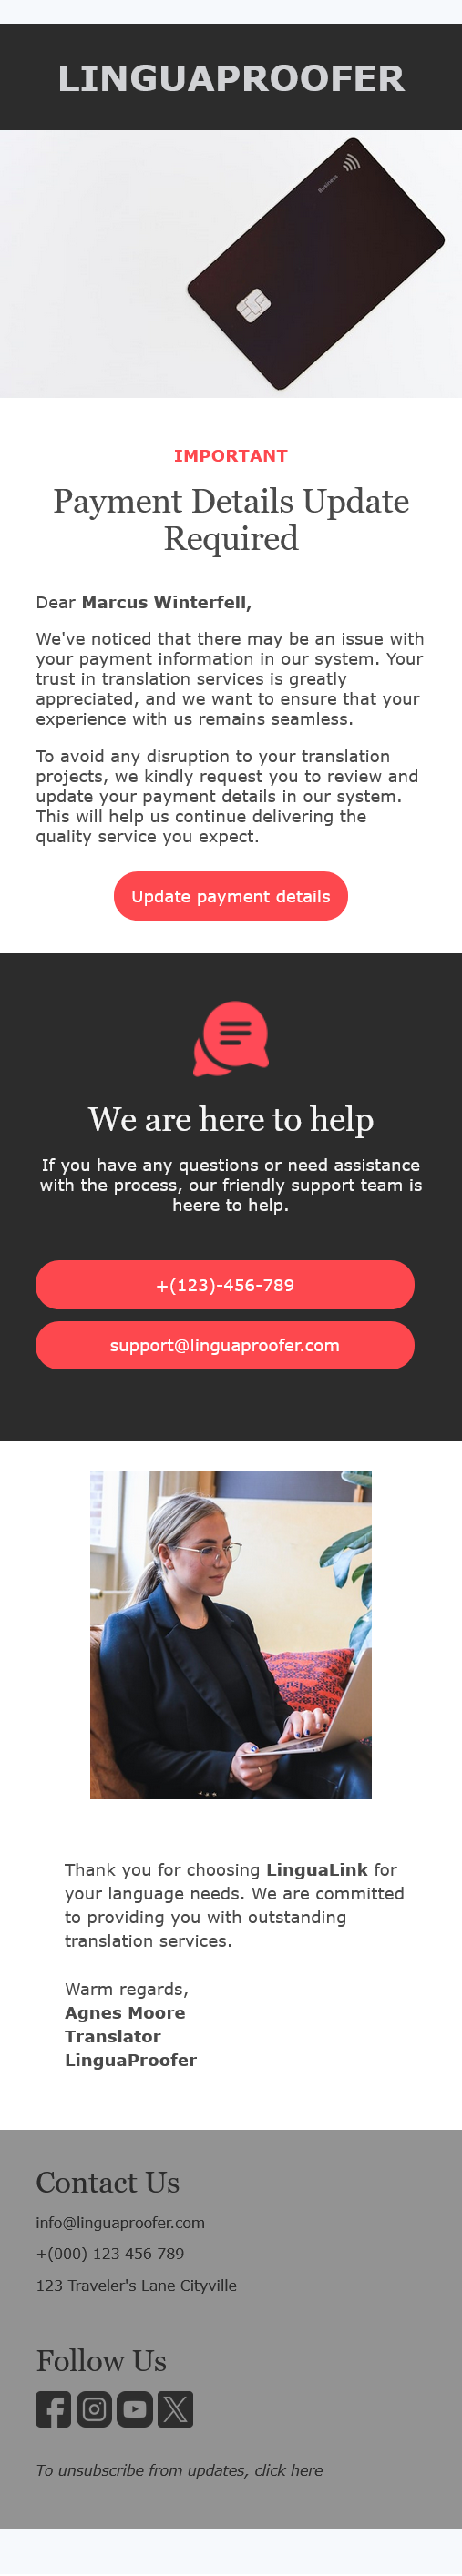 LINGUAPROOFER
Business
IMPORTANT
Payment Details Update
Required
Dear Marcus Winterfell,
We've noticed that there may be an issue with
your payment information in our system. Your
trust in translation services is greatly
appreciated, and we want to ensure that your
experience with us remains seamless.
To avoid any disruption to your translation
projects, we kindly request you to review and
update your payment details in our system.
This will help us continue delivering the
quality service you expect.
Update payment details
We are here to help
If you have any questions or need assistance
with the process, our friendly support team is
heere to help.
+(123)-456-789
support@linguaproofer.com
Thank you for choosing LinguaLink for
your language needs. We are committed
to providing you with outstanding
translation services.
Warm regards,
Agnes Moore
Translator
LinguaProofer
Contact Us
info@linguaproofer.com
+(000) 123 456 789
123 Traveler's Lane Cityville
Follow Us
To unsubscribe from updates, click here